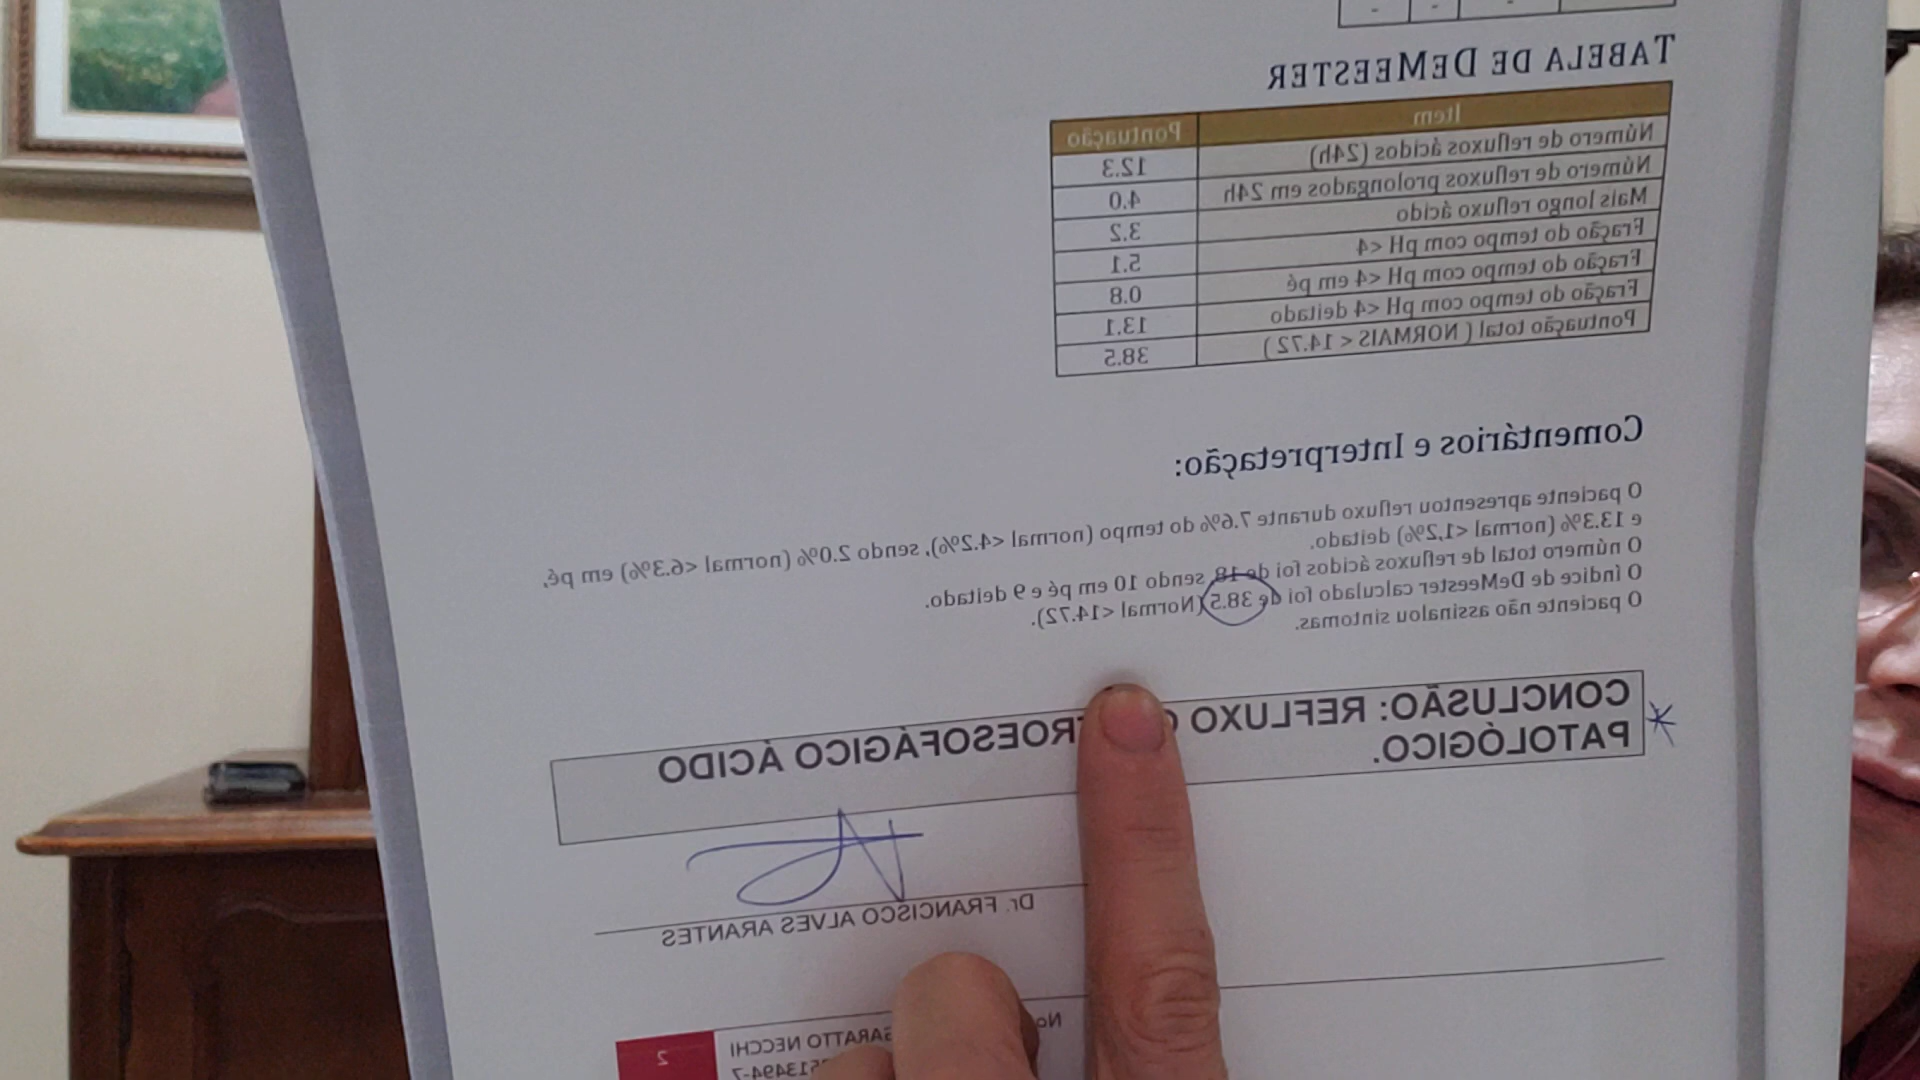 TABELA DE DEMEESTER
Item Pontuação
Número de refluxos ácidos (24h) 12.3
Número de refluxos prolongados em 24h 4.0
Mais longo refluxo ácido 3.2
Fração do tempo com pH <4 5.1
Fração do tempo com pH <4 em pé 0.8
Fração do tempo com pH <4 deitado 13.1
Pontuação total ( NORMAIS < 14.72 ) 38.5
Comentários e Interpretação:
O paciente apresentou refluxo durante 7.6% do tempo (normal <4.2%), sendo 2.0% (normal <6.3%) em pé,
e 13.3% (normal <1,2%) deitado.
O número total de refluxos ácidos foi de 18, sendo 10 em pé e 9 deitado.
O índice de DeMeester calculado foi de 38.5 (Normal <14.72).
O paciente não assinalou sintomas.
CONCLUSÃO: REFLUXO ÁCIDO
PATOLÓGICO.
Dr. FRANCISCO ALVES ARANTES
NECCHI
2